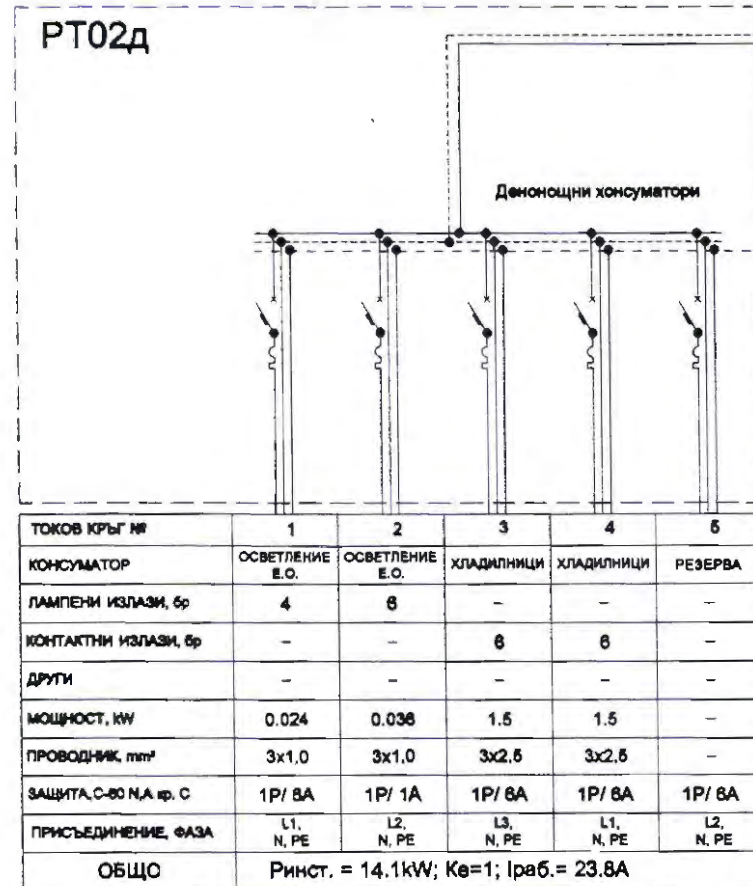 РТ02д
Денонощни консуматори
ТОКОВ КРЪГ № 1 2 3 4 5
КОНСУМАТОР ОСВЕТЛЕНИЕ Е.О. ОСВЕТЛЕНИЕ Е.О. ХЛАДИЛНИЦИ ХЛАДИЛНИЦИ РЕЗЕРВА
ЛАМПЕНИ ИЗЛАЗИ, бр 4 6 – – –
КОНТАКТНИ ИЗЛАЗИ, бр – – 6 6 –
ДРУГИ – – – – –
МОЩНОСТ, kW 0.024 0.036 1.5 1.5 –
ПРОВОДНИК, mm² 3x1,0 3x1,0 3x2,5 3x2,5 –
ЗАЩИТА,C-60 N,A кр. C 1P/ 6A 1P/ 1A 1P/ 6A 1P/ 6A 1P/ 6A
ПРИСЪЕДИНЕНИЕ, ФАЗА L1, N, PE L2, N, PE L3, N, PE L1, N, PE L2, N, PE
ОБЩО Pинст. = 14.1kW; Ke=1; Iраб.= 23.8A